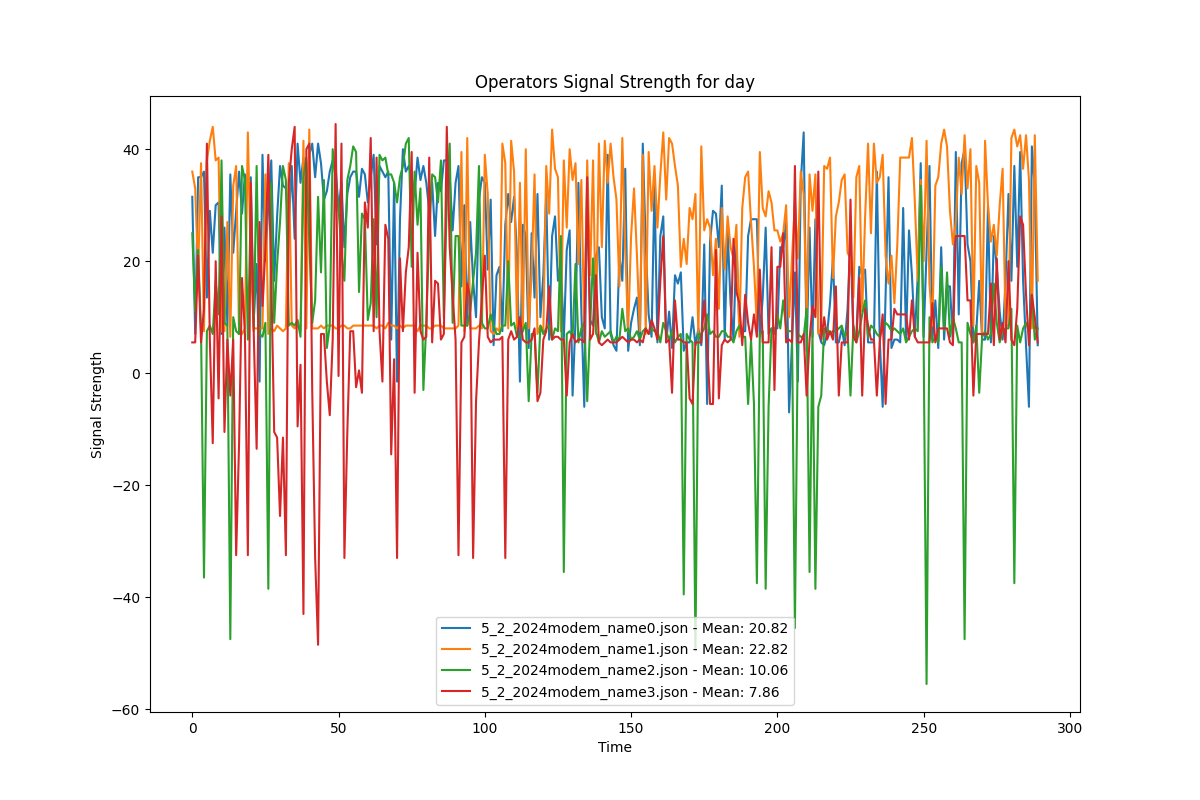 Operators Signal Strength for day
Signal Strength
40
20
0
−20
−40
−60
5_2_2024modem_name0.json - Mean: 20.82
5_2_2024modem_name1.json - Mean: 22.82
5_2_2024modem_name2.json - Mean: 10.06
5_2_2024modem_name3.json - Mean: 7.86
0 50 100 150 200 250 300
Time